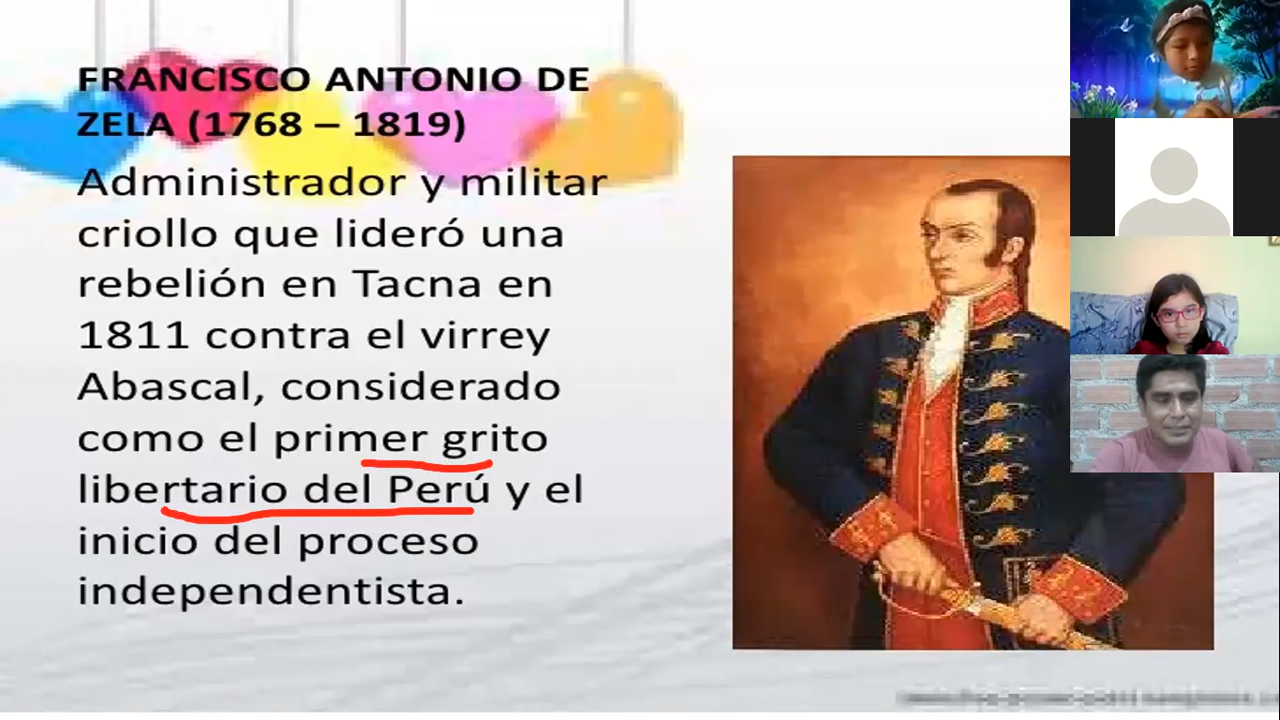 FRANCISCO ANTONIO DE
ZELA (1768 – 1819)
Administrador y militar
criollo que lideró una
rebelión en Tacna en
1811 contra el virrey
Abascal, considerado
como el primer grito
libertario del Perú y el
inicio del proceso
independentista.